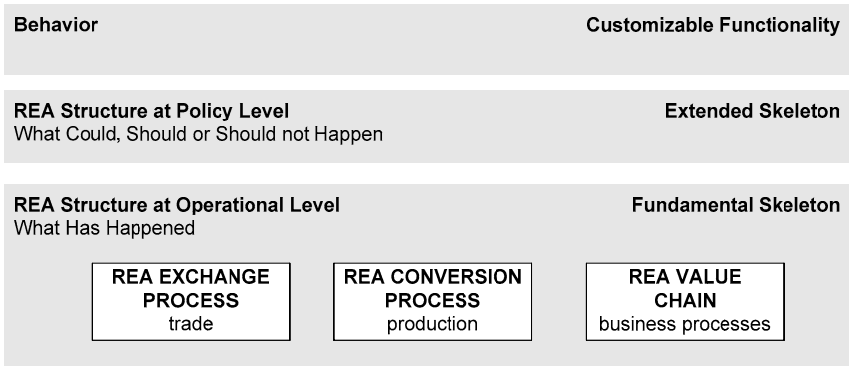 Behavior Customizable Functionality
REA Structure at Policy Level Extended Skeleton
What Could, Should or Should not Happen
REA Structure at Operational Level Fundamental Skeleton
What Has Happened
REA EXCHANGE
PROCESS
trade
REA CONVERSION
PROCESS
production
REA VALUE
CHAIN
business processes